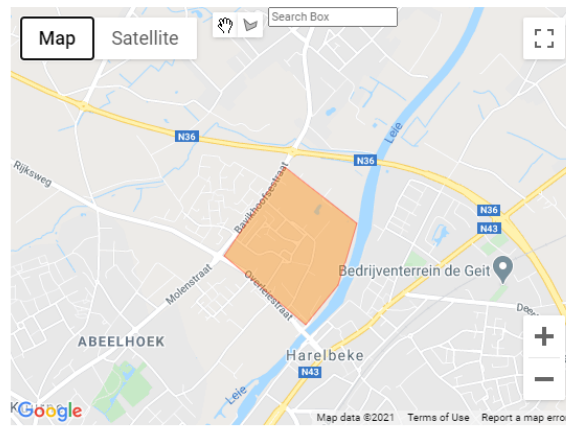 Map
Satellite
Search Box
N36
Leie
N36
Rijksweg
Bavikhoofsestraat
N36
N43
Molenstraat
Overleiestraat
Bedrijventerrein de Geit
ABEELHOEK
Harelbeke
N43
Leie
Google
Map data ©2021
Terms of Use
Report a map error